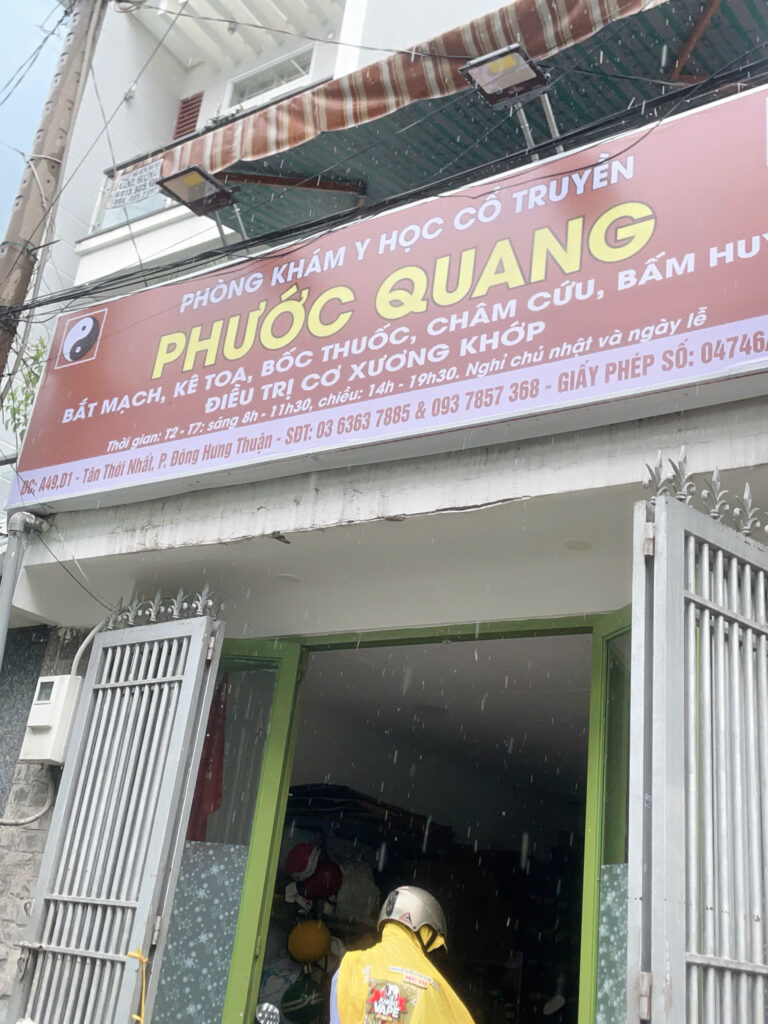 PHÒNG KHÁM Y HỌC CỔ TRUYỀN
PHƯỚC QUANG
BẮT MẠCH, KÊ TOA, BỐC THUỐC, CHÂM CỨU, BẤM HUY
ĐIỀU TRỊ CƠ XƯƠNG KHỚP
Thời gian: T2 - T7: sáng 8h - 11h30, chiều: 14h - 19h30. Nghỉ chủ nhật và ngày lễ
ĐC: A49,D1 - Tân Thới Nhất, P. Đông Hưng Thuận - SĐT: 03 6363 7885 & 093 7857 368 - GIẤY PHÉP SỐ: 04746
JUMBO
VAPE